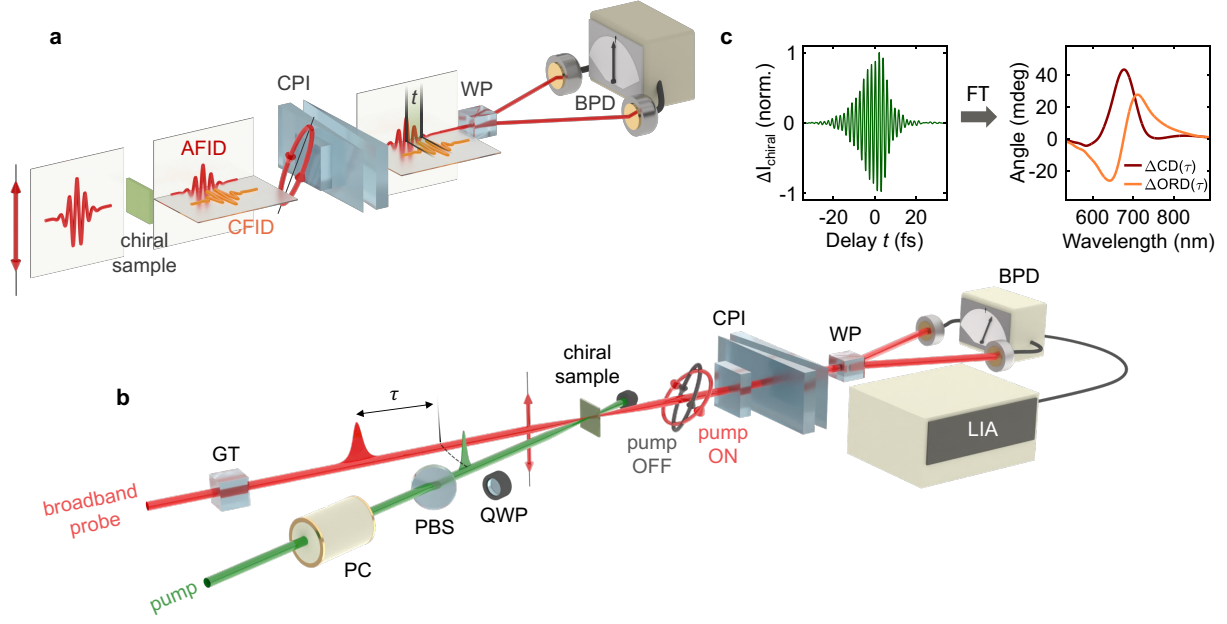 a
CPI
t
WP
BPD
AFID
CFID
chiral
sample
c
ΔIchiral (norm.)
1
0
-1
-20
0
20
Delay t (fs)
FT
Angle (mdeg)
40
20
0
-20
ΔCD(τ)
ΔORD(τ)
600
700
800
Wavelength (nm)
b
GT
τ
broadband
probe
pump
PC
PBS
QWP
chiral
sample
pump
OFF
pump
ON
CPI
WP
BPD
LIA